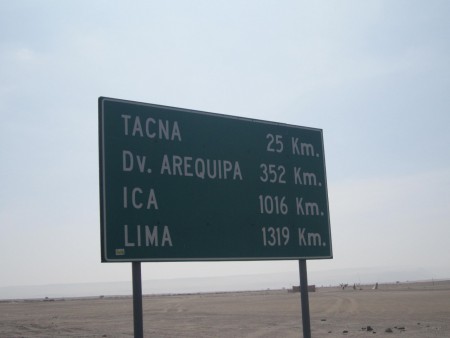 TACNA 25 Km.
Dv. AREQUIPA 352 Km.
ICA 1016 Km.
LIMA 1319 Km.